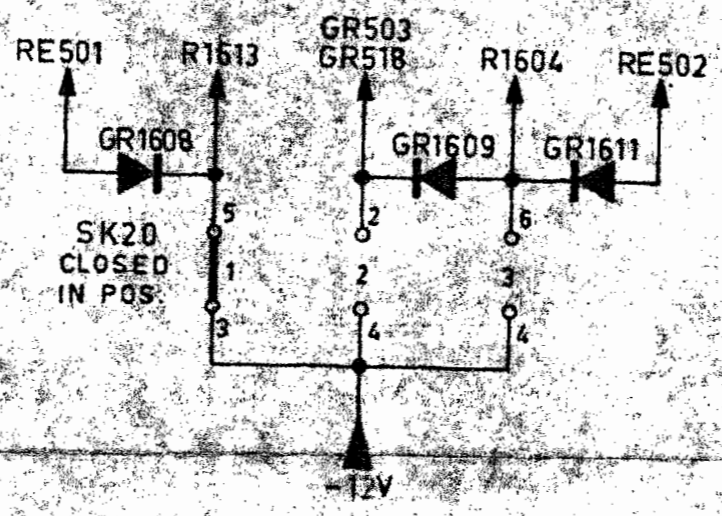 GR503
RE501 R1613 GR518 R1604 RE502
GR1608 GR1609 GR1611
5 2 6
SK20
CLOSED 1 2 3
IN POS.
3 4 4
-12V